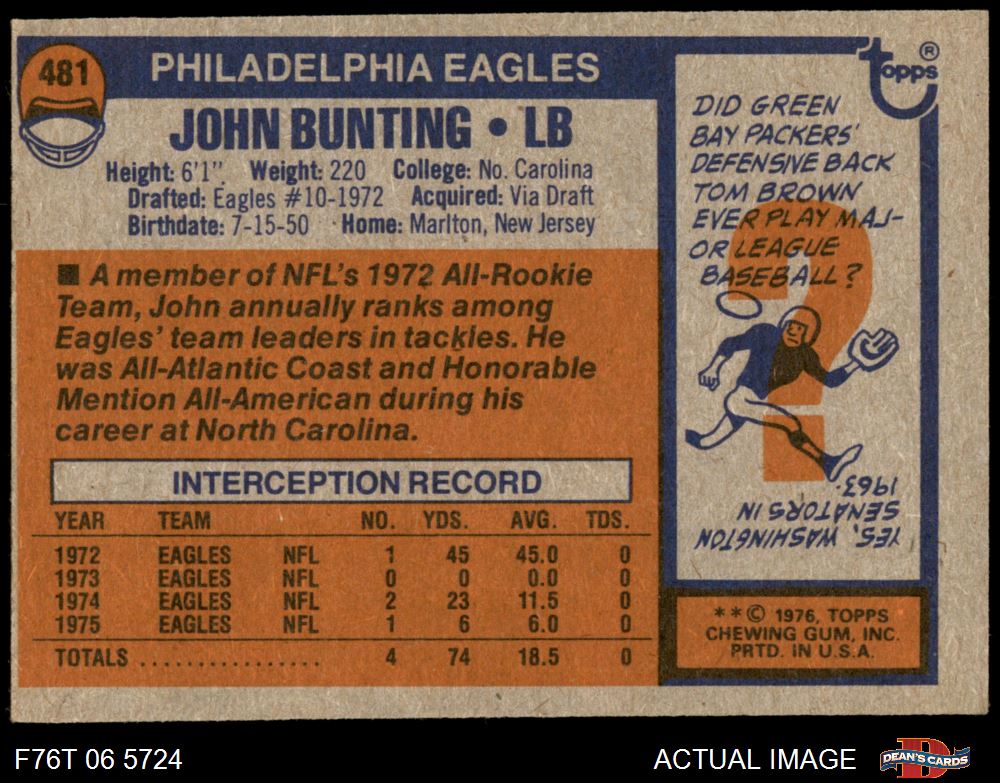 481
PHILADELPHIA EAGLES
JOHN BUNTING • LB
Height: 6'1" Weight: 220 College: No. Carolina
Drafted: Eagles #10-1972 Acquired: Via Draft
Birthdate: 7-15-50 Home: Marlton, New Jersey
■ A member of NFL's 1972 All-Rookie
Team, John annually ranks among
Eagles' team leaders in tackles. He
was All-Atlantic Coast and Honorable
Mention All-American during his
career at North Carolina.
INTERCEPTION RECORD
YEAR TEAM NO. YDS. AVG. TDS.
1972 EAGLES NFL 1 45 45.0 0
1973 EAGLES NFL 0 0 0.0 0
1974 EAGLES NFL 2 23 11.5 0
1975 EAGLES NFL 1 6 6.0 0
TOTALS ................ 4 74 18.5 0
Topps ®
DID GREEN
BAY PACKERS'
DEFENSIVE BACK
TOM BROWN
EVER PLAY MAJ-
OR LEAGUE
BASEBALL?
?
YES, WASHINGTON
SENATORS IN
1963.
**© 1976, TOPPS
CHEWING GUM, INC.
PRTD. IN U.S.A.
F76T 06 5724
ACTUAL IMAGE
D
DEAN'S CARDS